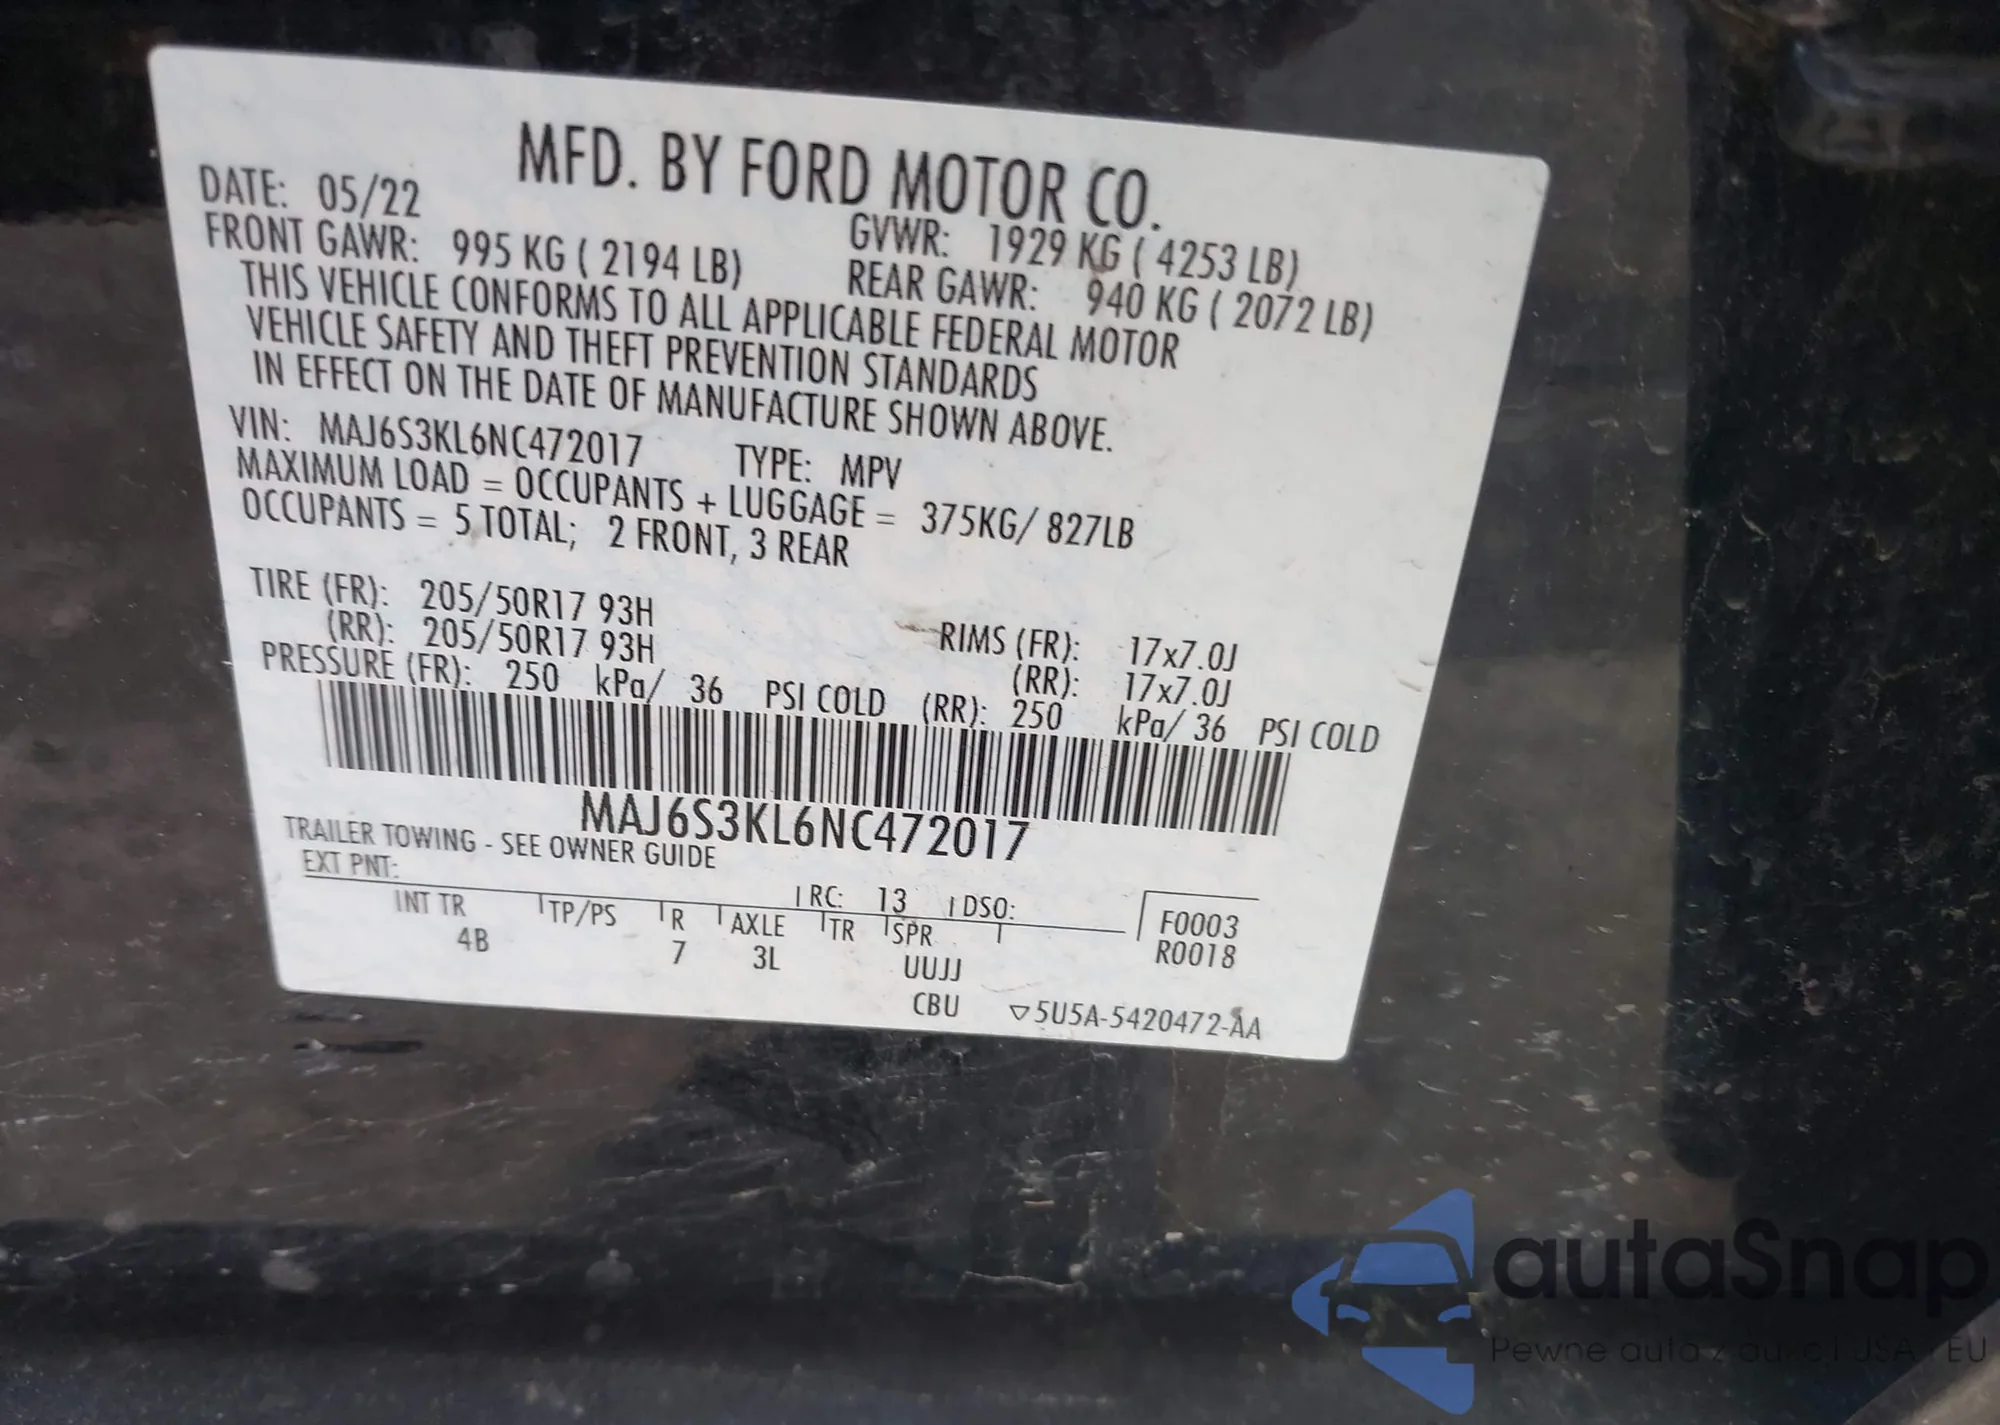 MFD. BY FORD MOTOR CO.
DATE: 05/22 GVWR: 1929 KG ( 4253 LB)
FRONT GAWR: 995 KG ( 2194 LB) REAR GAWR: 940 KG ( 2072 LB)
THIS VEHICLE CONFORMS TO ALL APPLICABLE FEDERAL MOTOR
VEHICLE SAFETY AND THEFT PREVENTION STANDARDS
IN EFFECT ON THE DATE OF MANUFACTURE SHOWN ABOVE.
VIN: MAJ6S3KL6NC472017 TYPE: MPV
MAXIMUM LOAD = OCCUPANTS + LUGGAGE = 375KG/ 827LB
OCCUPANTS = 5 TOTAL; 2 FRONT, 3 REAR
TIRE (FR): 205/50R17 93H RIMS (FR): 17x7.0J
(RR): 205/50R17 93H (RR): 17x7.0J
PRESSURE (FR): 250 kPa/ 36 PSI COLD (RR): 250 kPa/ 36 PSI COLD
MAJ6S3KL6NC472017
TRAILER TOWING - SEE OWNER GUIDE
EXT PNT: RC: 13 DSO:
INT TR TP/PS R AXLE TR SPR F0003
4B 7 3L UUJJ R0018
CBU ▽5U5A-5420472-AA
autaSnap
Pewne auta z aukcji USA i EU